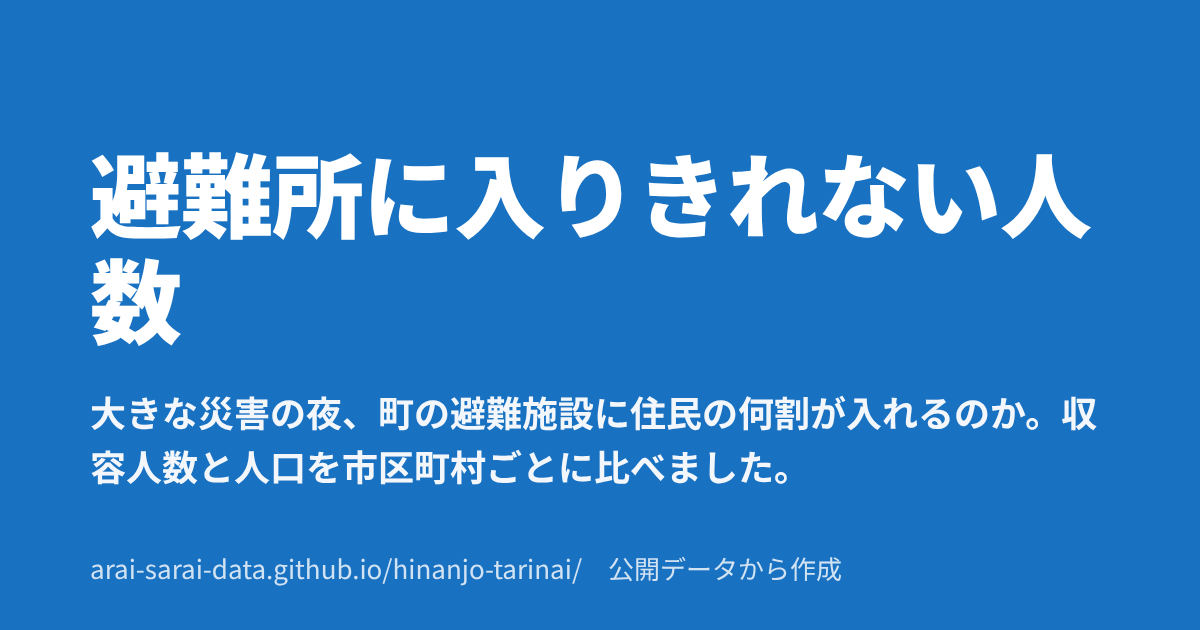 避難所に入りきれない人
数
大きな災害の夜、町の避難施設に住民の何割が入れるのか。収
容人数と人口を市区町村ごとに比べました。
arai-sarai-data.github.io/hinanjo-tarinai/　公開データから作成